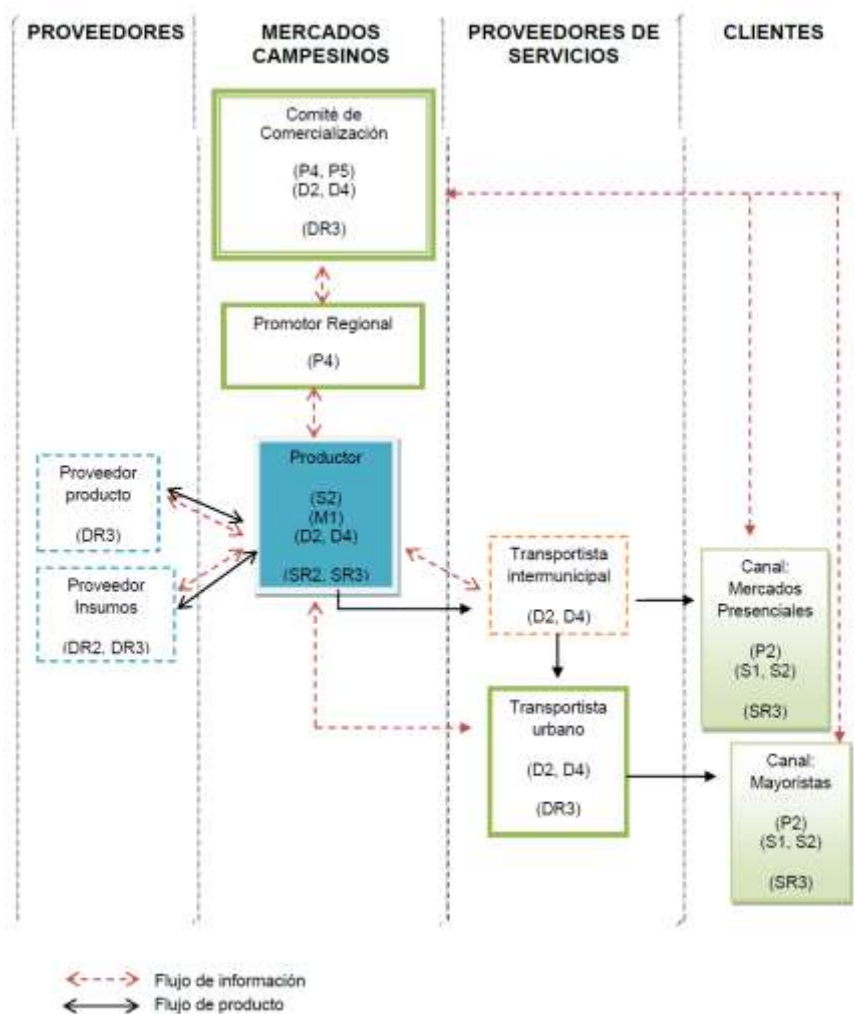 PROVEEDORES
MERCADOS
CAMPESINOS
PROVEEDORES DE
SERVICIOS
CLIENTES
Comité de
Comercialización
(P4, P5)
(D2, D4)
(DR3)
Promotor Regional
(P4)
Proveedor
producto
(DR3)
Productor
(S2)
(M1)
(D2, D4)
(SR2, SR3)
Proveedor
Insumos
(DR2, DR3)
Transportista
intermunicipal
(D2, D4)
Transportista
urbano
(D2, D4)
(DR3)
Canal:
Mercados
Presenciales
(P2)
(S1, S2)
(SR3)
Canal:
Mayoristas
(P2)
(S1, S2)
(SR3)
Flujo de información
Flujo de producto